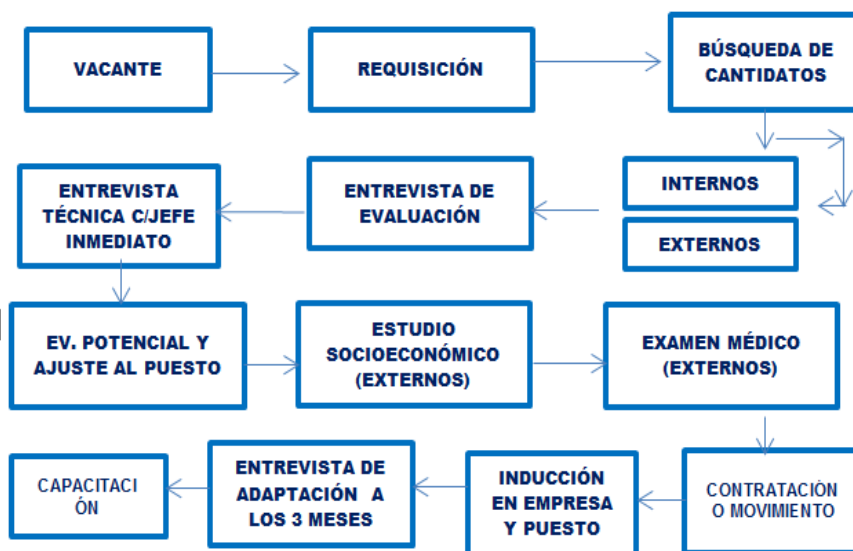 VACANTE
REQUISICIÓN
BÚSQUEDA DE
CANTIDATOS
INTERNOS
EXTERNOS
ENTREVISTA DE
EVALUACIÓN
ENTREVISTA
TÉCNICA C/JEFE
INMEDIATO
EV. POTENCIAL Y
AJUSTE AL PUESTO
ESTUDIO
SOCIOECONÓMICO
(EXTERNOS)
EXAMEN MÉDICO
(EXTERNOS)
CONTRATACIÓN
O MOVIMIENTO
INDUCCIÓN
EN EMPRESA
Y PUESTO
ENTREVISTA DE
ADAPTACIÓN A
LOS 3 MESES
CAPACITACI
ÓN